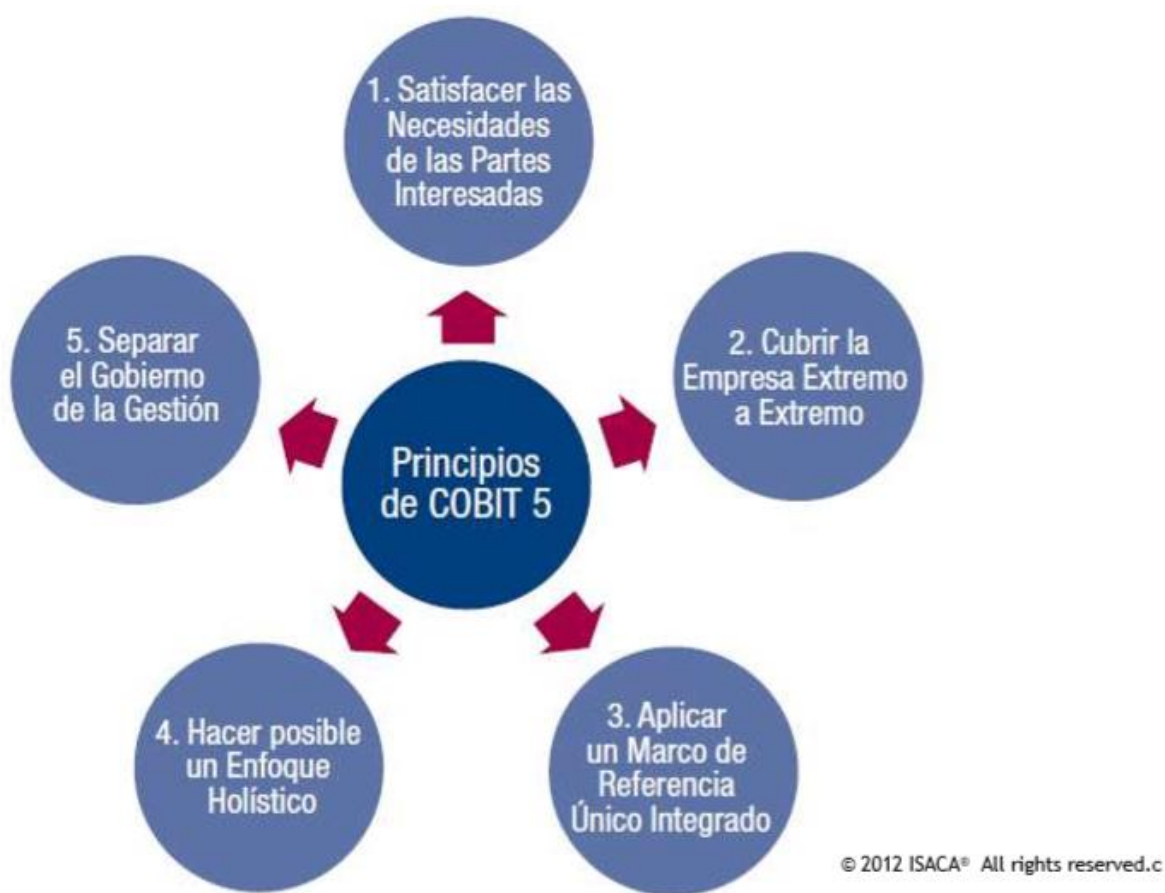 1. Satisfacer las
Necesidades
de las Partes
Interesadas
2. Cubrir la
Empresa Extremo
a Extremo
3. Aplicar
un Marco de
Referencia
Único Integrado
4. Hacer posible
un Enfoque
Holístico
5. Separar
el Gobierno
de la Gestión
Principios
de COBIT 5
© 2012 ISACA® All rights reserved.c